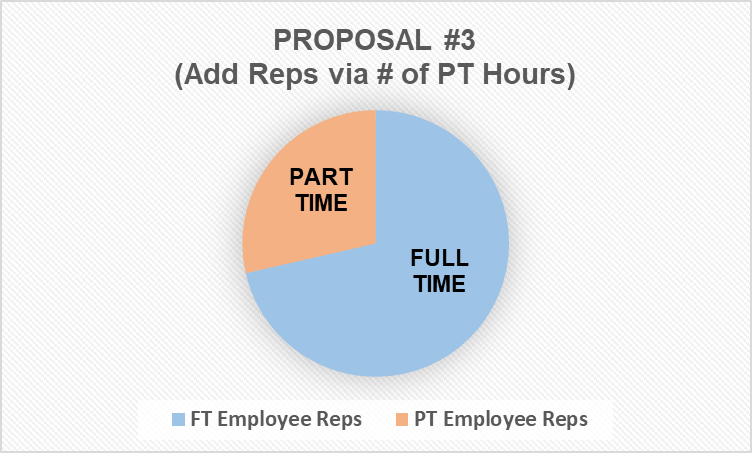 PROPOSAL #3
(Add Reps via # of PT Hours)
PART
TIME
FULL
TIME
FT Employee Reps
PT Employee Reps